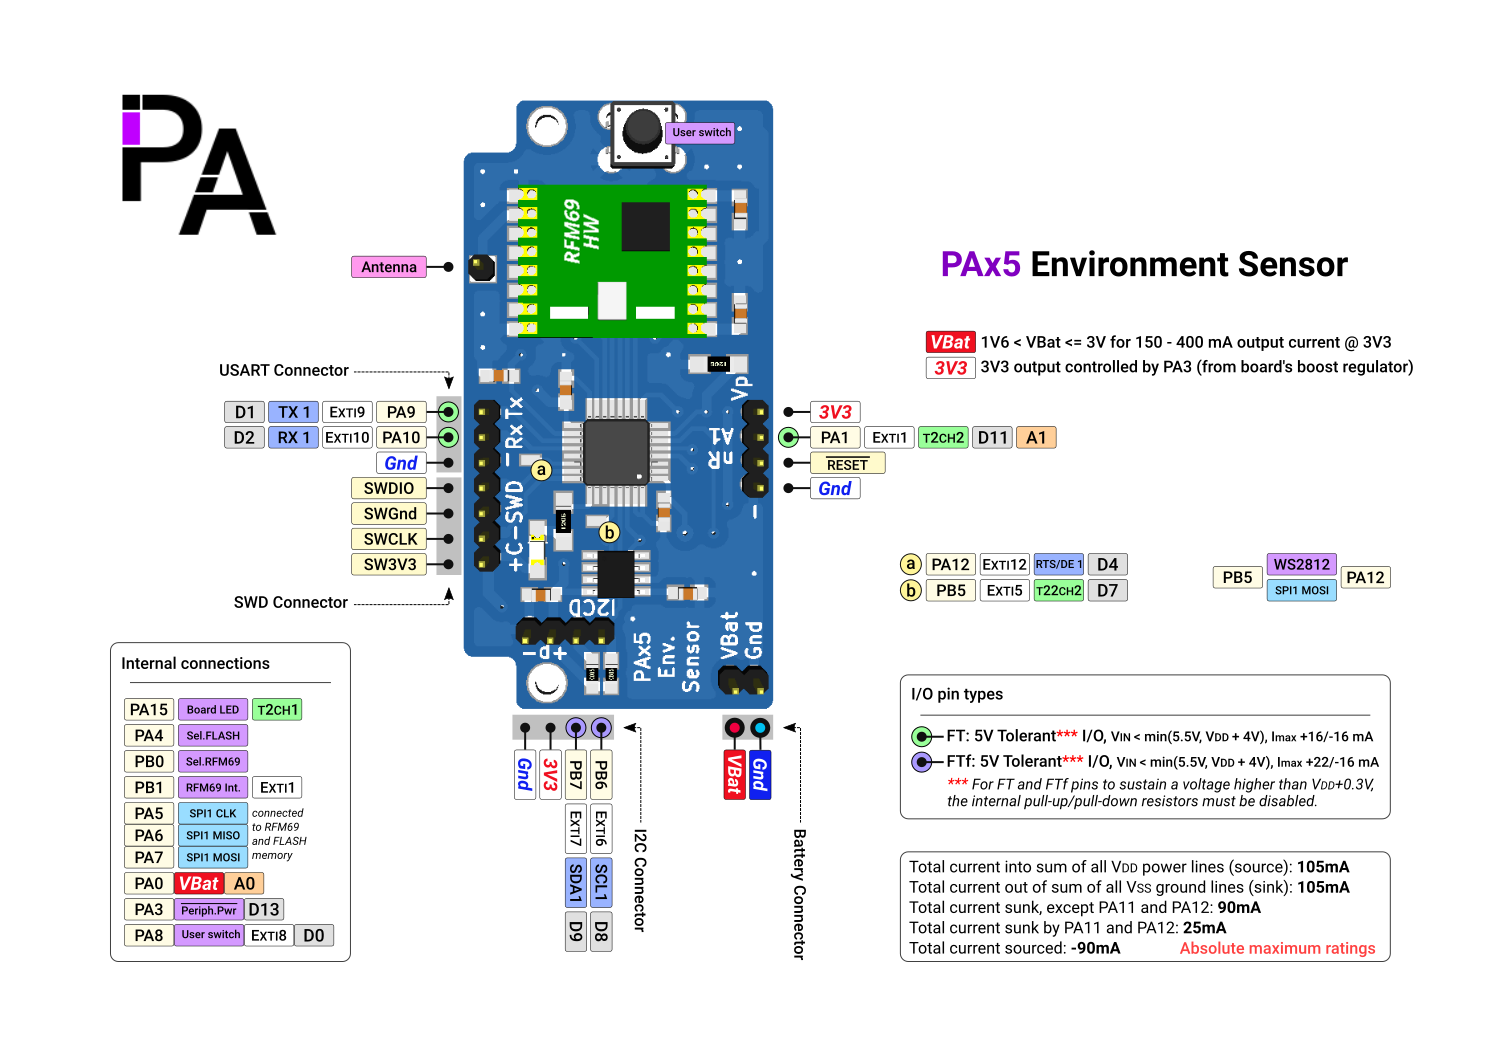 PA
User switch
RFM69
HW
Antenna
PAx5 Environment Sensor
VBat 1V6 < VBat <= 3V for 150 - 400 mA output current @ 3V3
3V3 3V3 output controlled by PA3 (from board's boost regulator)
USART Connector
D1 TX 1 EXTI9 PA9
D2 RX 1 EXTI10 PA10
Gnd
SWDIO
SWGnd
SWCLK
SW3V3
SWD Connector
Tx
Rx
-
SWD
-
C
+
Vp
A1
nR
-
a
b
3V3
PA1 EXTI1 T2CH2 D11 A1
RESET
Gnd
a PA12 EXTI12 RTS/DE 1 D4
b PB5 EXTI5 T22CH2 D7
PB5 WS2812 PA12
SPI1 MOSI
I2CD
PAx5
Env.
Sensor
VBat
Gnd
Internal connections
PA15 Board LED T2CH1
PA4 Sel.FLASH
PB0 Sel.RFM69
PB1 RFM69 Int. EXTI1
PA5 SPI1 CLK
PA6 SPI1 MISO
PA7 SPI1 MOSI
connected
to RFM69
and FLASH
memory
PA0 VBat A0
PA3 Periph.Pwr D13
PA8 User switch EXTI8 D0
Gnd
3V3
PB7 EXTI7 SDA1 D9
PB6 EXTI6 SCL1 D8
I2C Connector
VBat
Gnd
Battery Connector
I/O pin types
FT: 5V Tolerant*** I/O, VIN < min(5.5V, VDD + 4V), Imax +16/-16 mA
FTf: 5V Tolerant*** I/O, VIN < min(5.5V, VDD + 4V), Imax +22/-16 mA
*** For FT and FTf pins to sustain a voltage higher than VDD+0.3V,
the internal pull-up/pull-down resistors must be disabled.
Total current into sum of all VDD power lines (source): 105mA
Total current out of sum of all VSS ground lines (sink): 105mA
Total current sunk, except PA11 and PA12: 90mA
Total current sunk by PA11 and PA12: 25mA
Total current sourced: -90mA Absolute maximum ratings